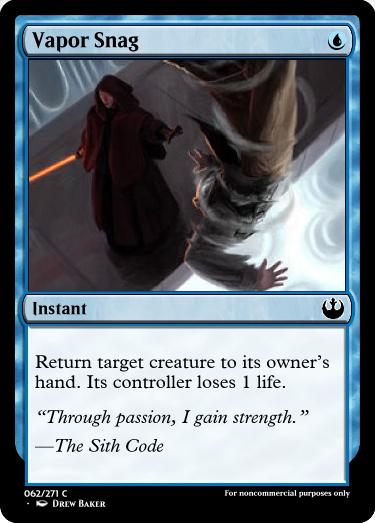 Vapor Snag
Instant
Return target creature to its owner's
hand. Its controller loses 1 life.
“Through passion, I gain strength.”
—The Sith Code
062/271 C
For noncommercial purposes only
· Drew Baker